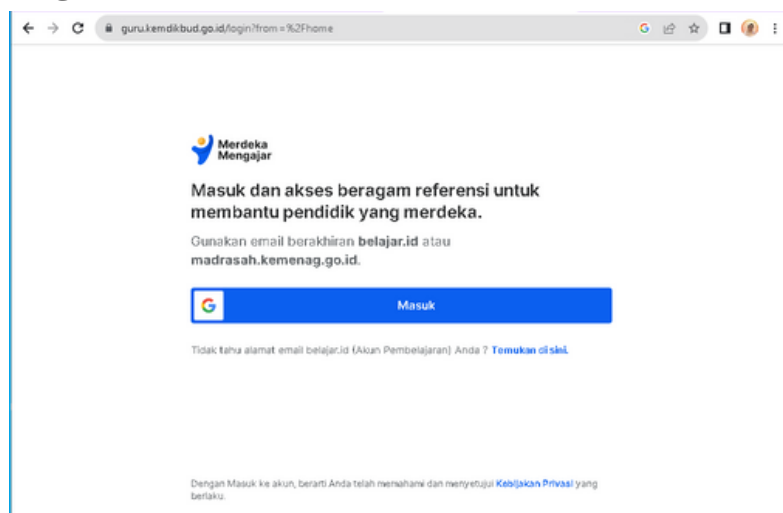 guru.kemdikbud.go.id/login?from=%2Fhome
Merdeka
Mengajar
Masuk dan akses beragam referensi untuk
membantu pendidik yang merdeka.
Gunakan email berakhiran belajar.id atau
madrasah.kemenag.go.id.
G Masuk
Tidak tahu alamat email belajar.id (Akun Pembelajaran) Anda ? Temukan di sini.
Dengan Masuk ke akun, berarti Anda telah memahami dan menyetujui Kebijakan Privasi yang
berlaku.